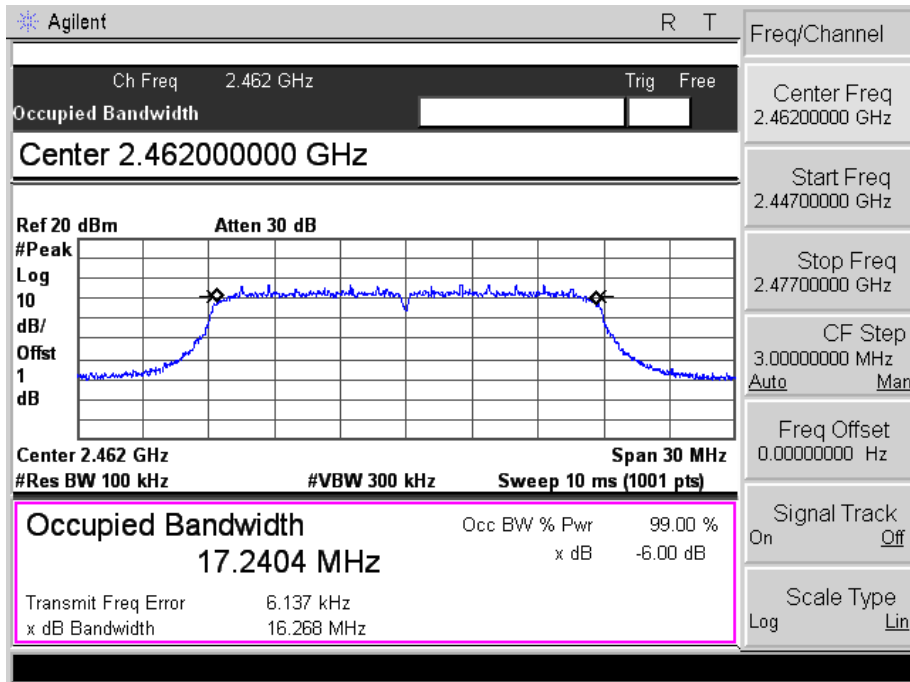 Agilent R T
Ch Freq 2.462 GHz Trig Free
Occupied Bandwidth
Center 2.462000000 GHz
Ref 20 dBm Atten 30 dB
#Peak
Log
10
dB/
Offst
1
dB
Center 2.462 GHz Span 30 MHz
#Res BW 100 kHz #VBW 300 kHz Sweep 10 ms (1001 pts)
Occupied Bandwidth Occ BW % Pwr 99.00 %
17.2404 MHz x dB -6.00 dB
Transmit Freq Error 6.137 kHz
x dB Bandwidth 16.268 MHz
Freq/Channel
Center Freq
2.46200000 GHz
Start Freq
2.44700000 GHz
Stop Freq
2.47700000 GHz
CF Step
3.00000000 MHz
Auto Man
Freq Offset
0.00000000 Hz
Signal Track
On Off
Scale Type
Log Lin